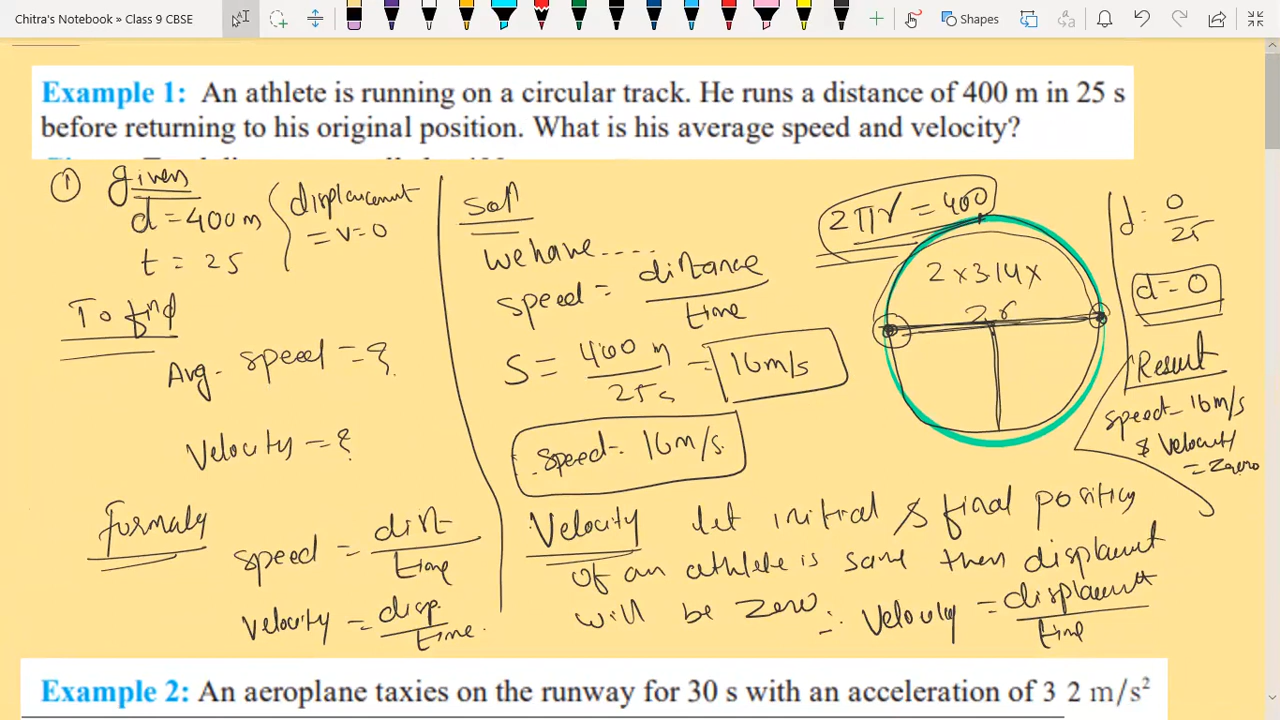 Chitra's Notebook » Class 9 CBSE
Shapes
Example 1: An athlete is running on a circular track. He runs a distance of 400 m in 25 s
before returning to his original position. What is his average speed and velocity?
① given
d = 400 m
t = 25
displacement
= v = 0
To find
Avg. speed = ?
Velocity = ?
formula
speed = dist / time
velocity = disp. / time.
Soln
we have....
speed = distance / time
S = 400 m / 25 s = 16 m/s
speed = 16 m/s.
2πr = 400
2 x 3.14 x
2r
Velocity let initial & final position
of an athlete is same then displacement
will be zero ∴ Velocity = displacement / time
d = 0 / 25
d = 0
Result
speed = 16 m/s
& velocity
= zero
Example 2: An aeroplane taxies on the runway for 30 s with an acceleration of 3 2 m/s²